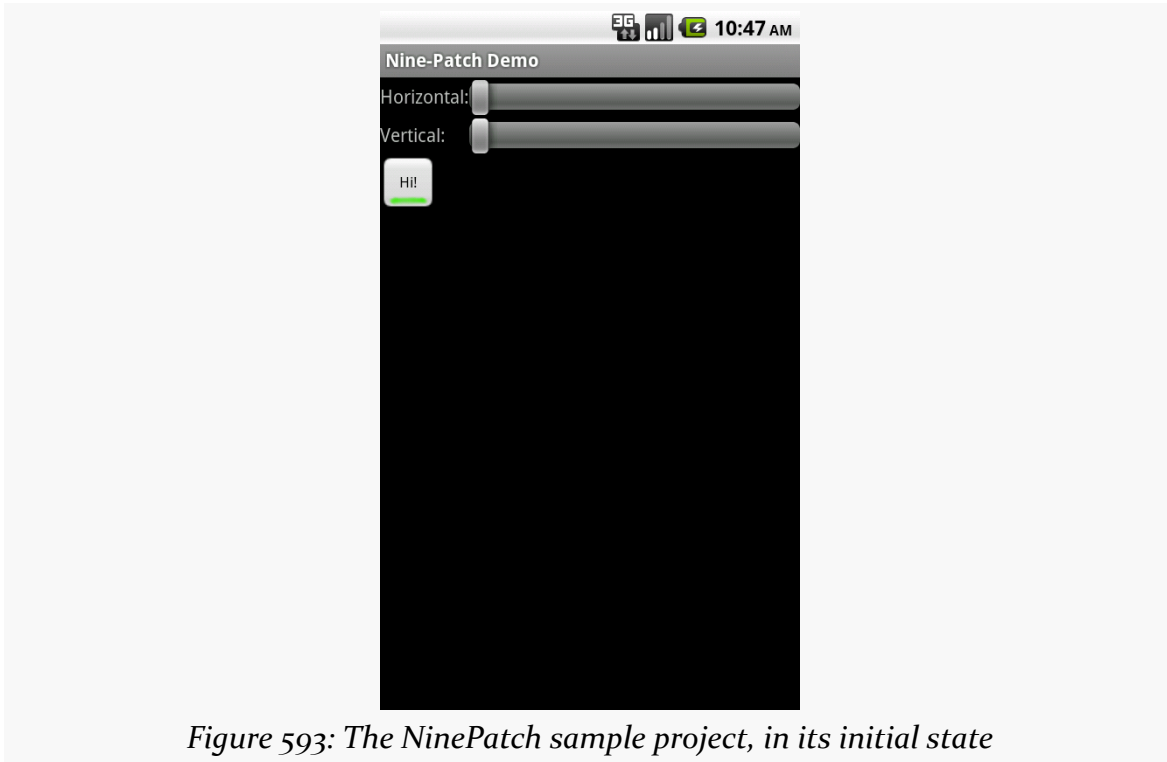 3G 10:47 AM
Nine-Patch Demo
Horizontal:
Vertical:
Hi!
Figure 593: The NinePatch sample project, in its initial state